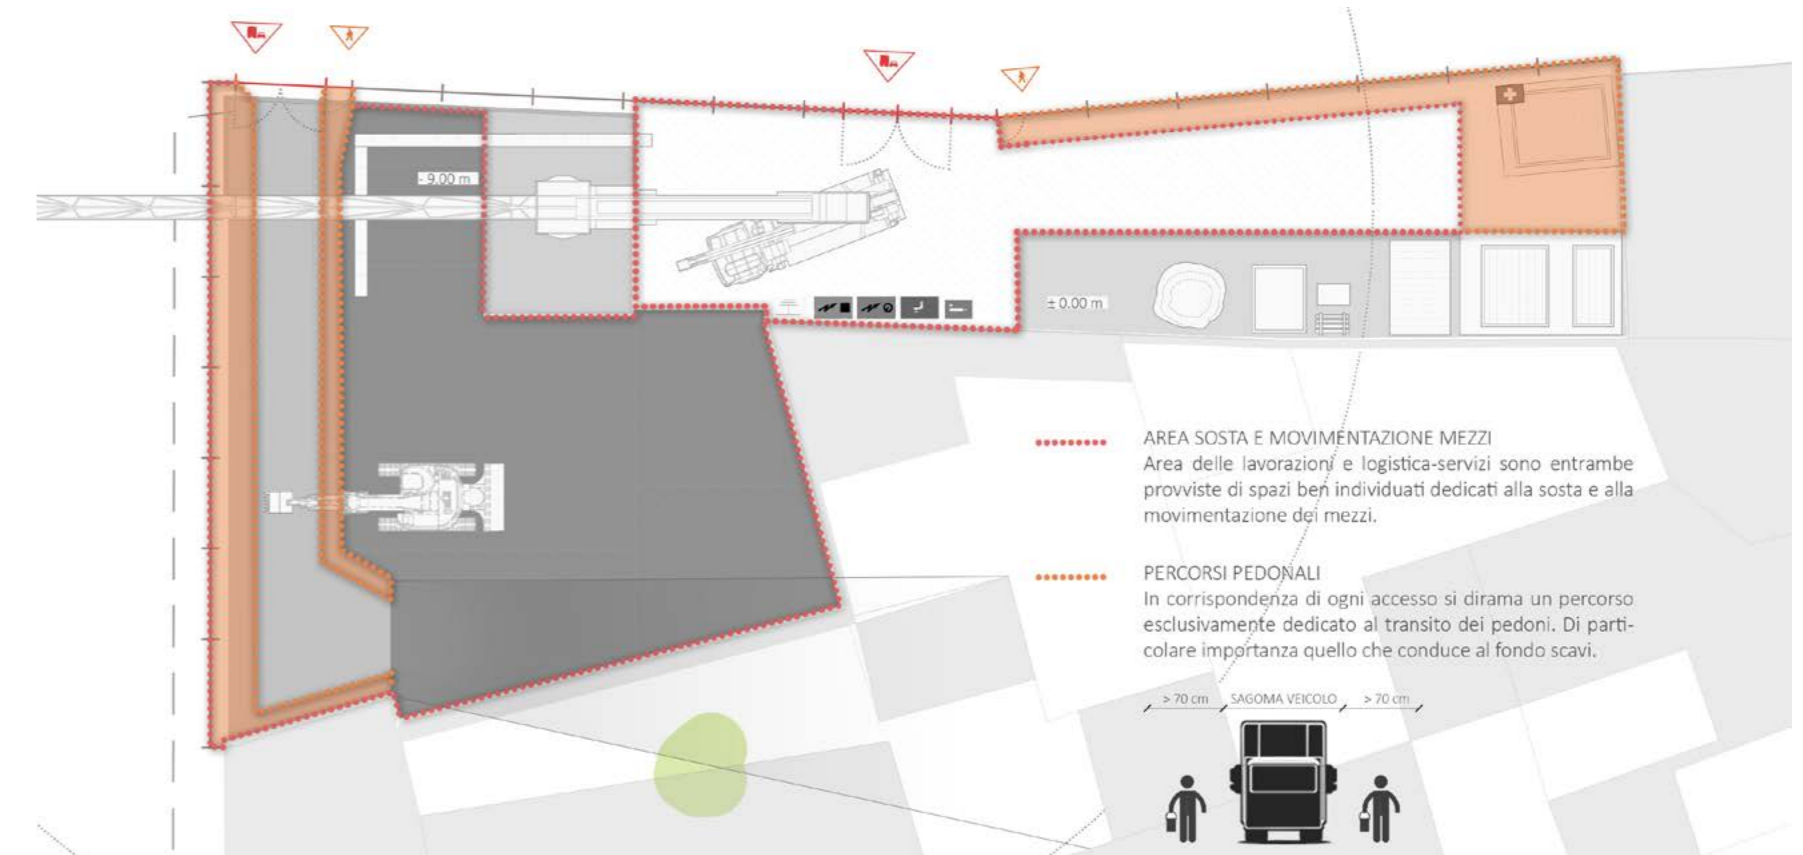 - 9.00 m
± 0.00 m
AREA SOSTA E MOVIMENTAZIONE MEZZI
Area delle lavorazioni e logistica-servizi sono entrambe
provviste di spazi ben individuati dedicati alla sosta e alla
movimentazione dei mezzi.
PERCORSI PEDONALI
In corrispondenza di ogni accesso si dirama un percorso
esclusivamente dedicato al transito dei pedoni. Di parti-
colare importanza quello che conduce al fondo scavi.
> 70 cm SAGOMA VEICOLO > 70 cm